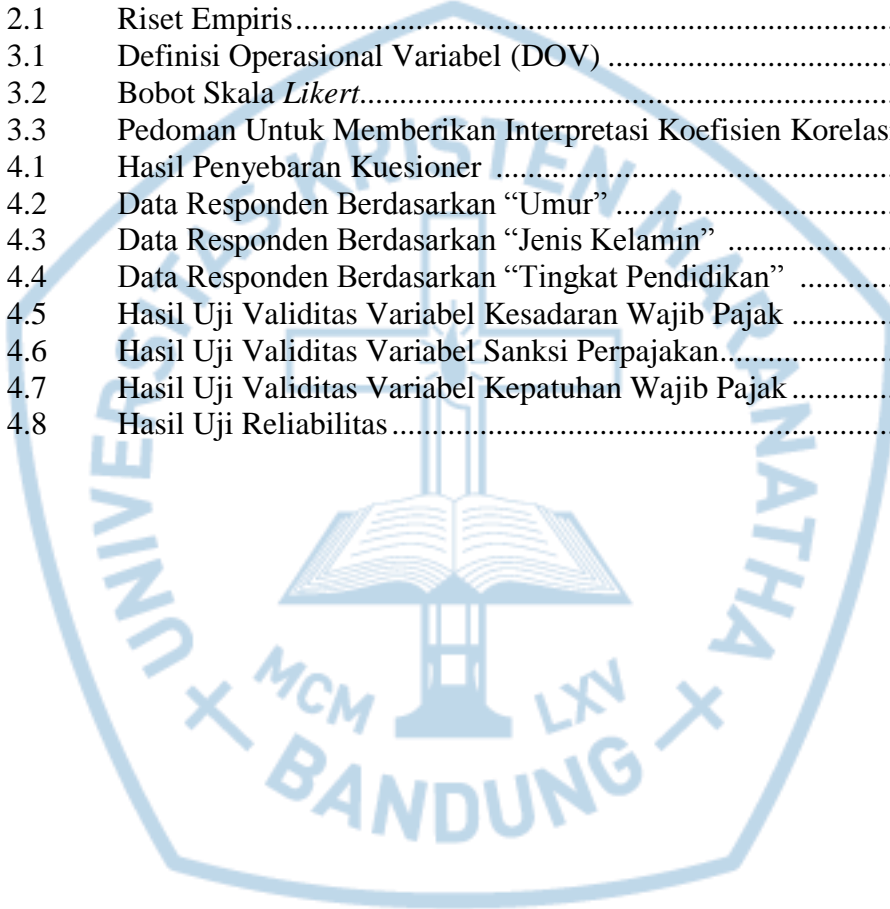 2.1 Riset Empiris........................................................................
3.1 Definisi Operasional Variabel (DOV) ....................................
3.2 Bobot Skala Likert...............................................................
3.3 Pedoman Untuk Memberikan Interpretasi Koefisien Korelasi
4.1 Hasil Penyebaran Kuesioner ..................................................
4.2 Data Responden Berdasarkan “Umur” ...................................
4.3 Data Responden Berdasarkan “Jenis Kelamin” .....................
4.4 Data Responden Berdasarkan “Tingkat Pendidikan” ............
4.5 Hasil Uji Validitas Variabel Kesadaran Wajib Pajak .............
4.6 Hasil Uji Validitas Variabel Sanksi Perpajakan......................
4.7 Hasil Uji Validitas Variabel Kepatuhan Wajib Pajak .............
4.8 Hasil Uji Reliabilitas ..............................................................
UNIVERSITAS KRISTEN MARANATHA
MCM LXV
BANDUNG